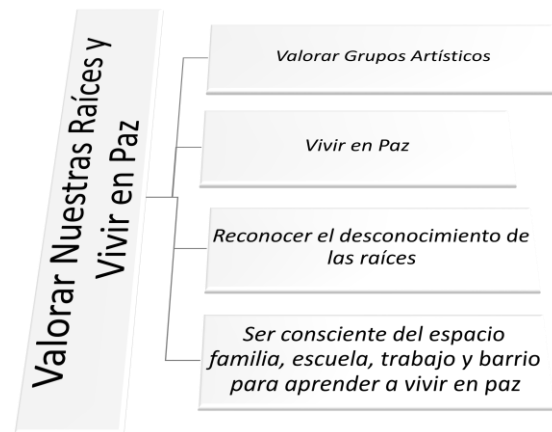 Valorar Nuestras Raíces y
Vivir en Paz
Valorar Grupos Artísticos
Vivir en Paz
Reconocer el desconocimiento de
las raíces
Ser consciente del espacio
familia, escuela, trabajo y barrio
para aprender a vivir en paz